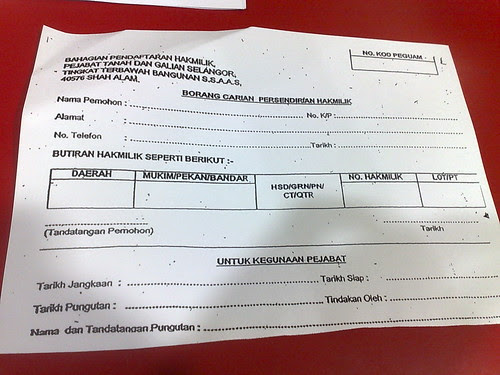 BAHAGIAN PENDAFTARAN HAKMILIK,
PEJABAT TANAH DAN GALIAN SELANGOR,
TINGKAT TERBAWAH BANGUNAN S.S.A.A.S,
40576 SHAH ALAM.
NO. KOD PEGUAM
BORANG CARIAN PERSENDIRIAN HAKMILIK
Nama Pemohon : No. K/P :
Alamat :
No. Telefon : Tarikh :
BUTIRAN HAKMILIK SEPERTI BERIKUT :-
DAERAH MUKIM/PEKAN/BANDAR HSD/GRN/PN/ NO. HAKMILIK LOT/PT
CT/QTR
(Tandatangan Pemohon) Tarikh
UNTUK KEGUNAAN PEJABAT
Tarikh Jangkaan : Tarikh Siap :
Tarikh Pungutan : Tindakan Oleh :
Nama dan Tandatangan Pungutan :